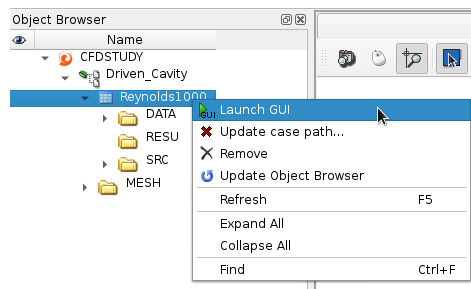 Object Browser
Name
CFDSTUDY
Driven_Cavity
Reynolds1000
DATA
RESU
SRC
MESH
GUI
Launch GUI
Update case path...
Remove
Update Object Browser
Refresh F5
Expand All
Collapse All
Find Ctrl+F